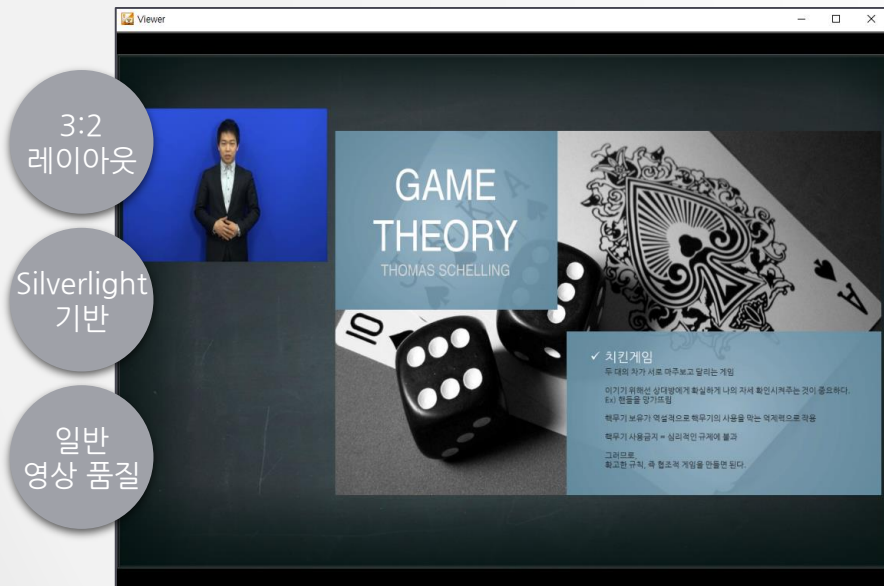 Viewer
3:2
레이아웃
Silverlight
기반
일반
영상 품질
GAME
THEORY
THOMAS SCHELLING
✓ 치킨게임
두 대의 차가 서로 마주보고 달리는 게임
이기기 위해선 상대방에게 확실하게 나의 자세 확인시켜주는 것이 중요하다.
Ex) 핸들을 망가뜨림
핵무기 보유가 역설적으로 핵무기의 사용을 막는 억제력으로 작용
핵무기 사용금지 = 심리적인 규제에 불과
그러므로,
확고한 규칙, 즉 협조적 게임을 만들면 된다.
10
A